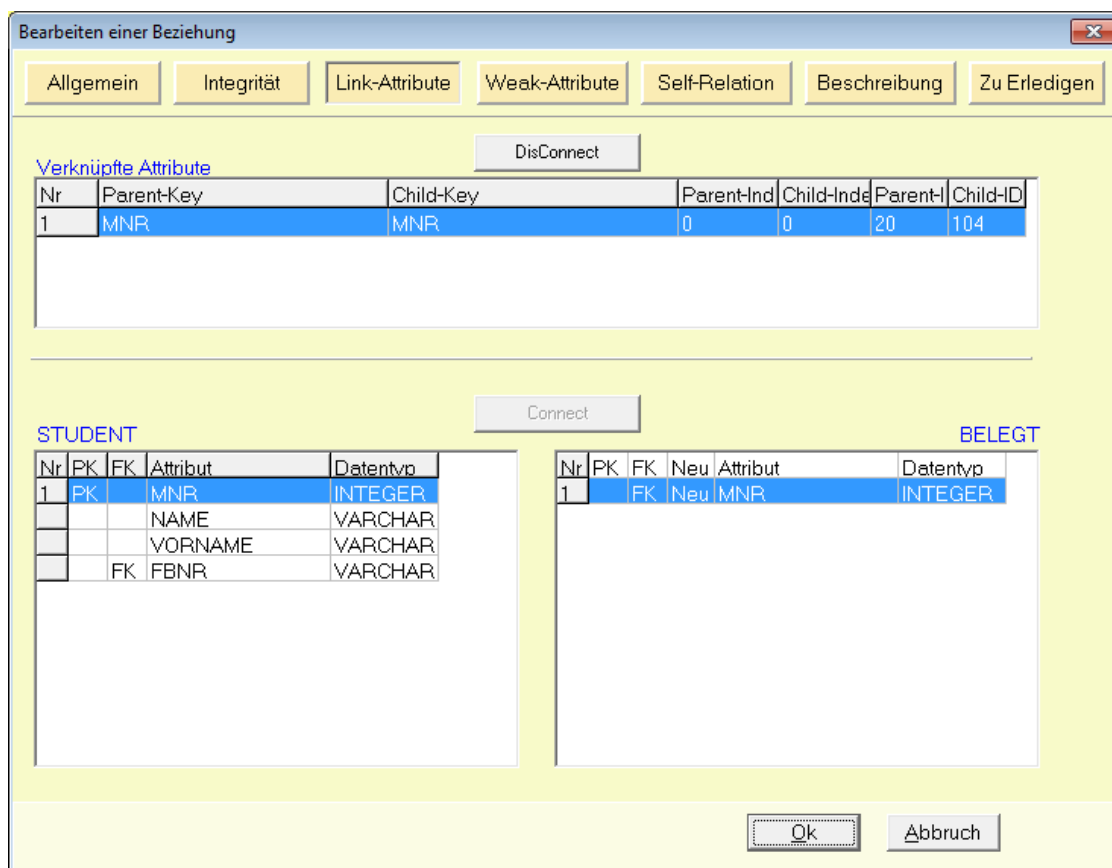 Bearbeiten einer Beziehung
Allgemein Integrität Link-Attribute Weak-Attribute Self-Relation Beschreibung Zu Erledigen
DisConnect
Verknüpfte Attribute
Nr Parent-Key Child-Key Parent-Ind Child-Inde Parent-I Child-ID
1 MNR MNR 0 0 20 104
Connect
STUDENT BELEGT
Nr PK FK Attribut Datentyp
1 PK MNR INTEGER
NAME VARCHAR
VORNAME VARCHAR
FK FBNR VARCHAR
Nr PK FK Neu Attribut Datentyp
1 FK Neu MNR INTEGER
Ok Abbruch